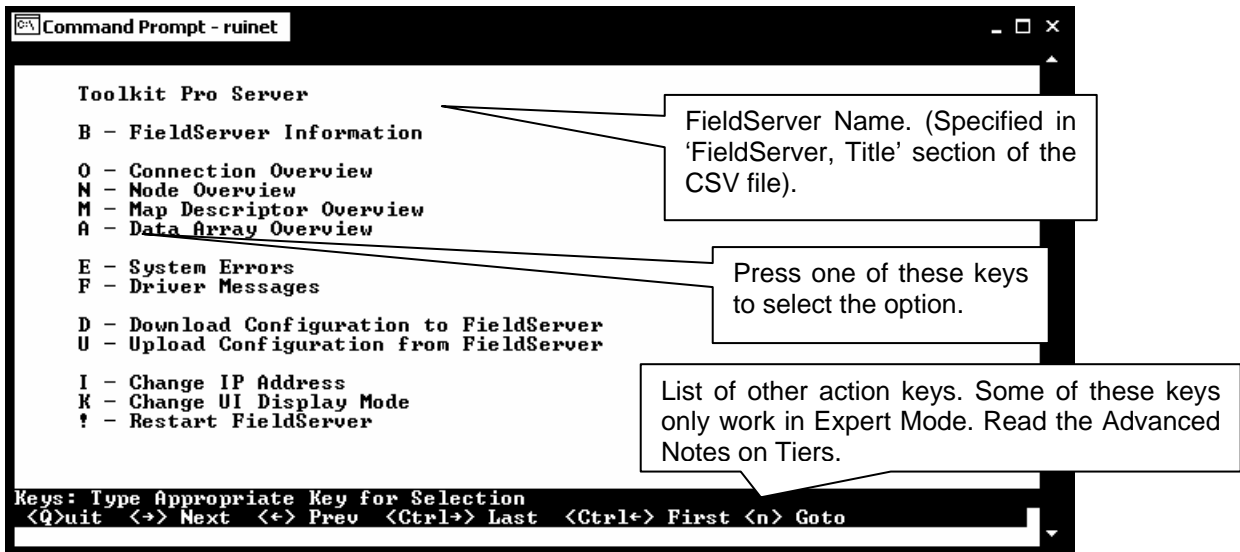 Command Prompt - ruinet
Toolkit Pro Server
B - FieldServer Information
O - Connection Overview
N - Node Overview
M - Map Descriptor Overview
A - Data Array Overview
E - System Errors
F - Driver Messages
D - Download Configuration to FieldServer
U - Upload Configuration from FieldServer
I - Change IP Address
K - Change UI Display Mode
! - Restart FieldServer
Keys: Type Appropriate Key for Selection
<Q>uit <→> Next <←> Prev <Ctrl→> Last <Ctrl←> First <n> Goto
FieldServer Name. (Specified in
‘FieldServer, Title’ section of the
CSV file).
Press one of these keys
to select the option.
List of other action keys. Some of these keys
only work in Expert Mode. Read the Advanced
Notes on Tiers.